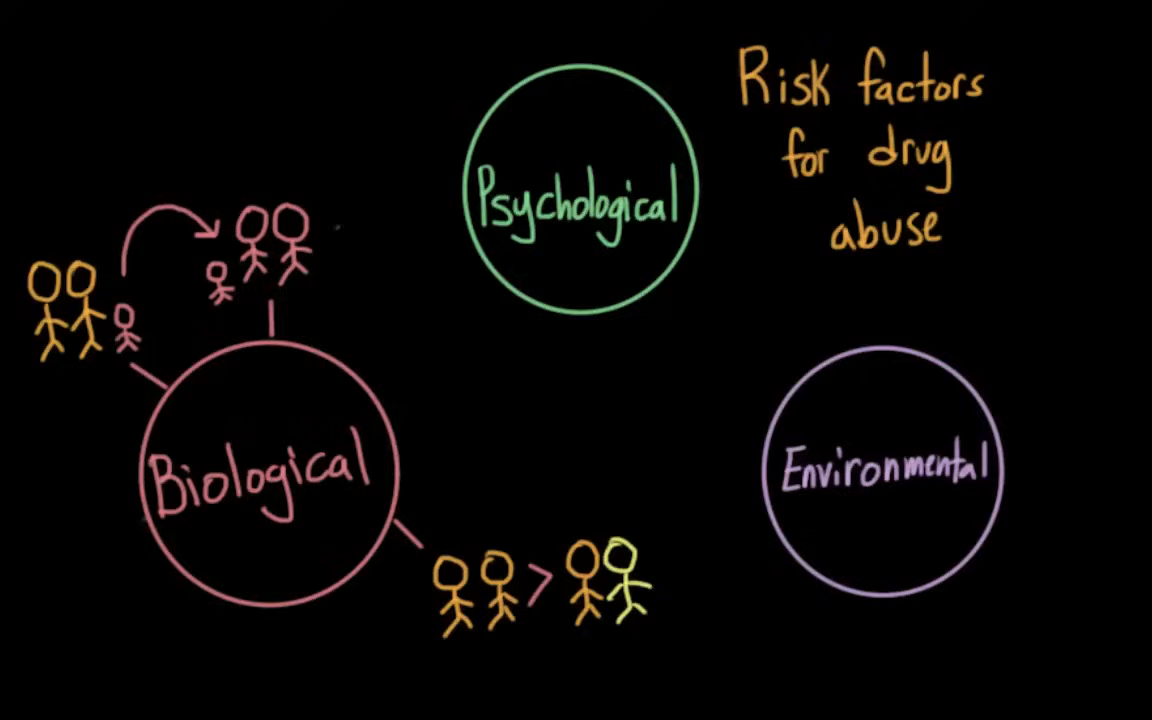 Risk factors
for drug
abuse
Psychological
Biological
Environmental
>